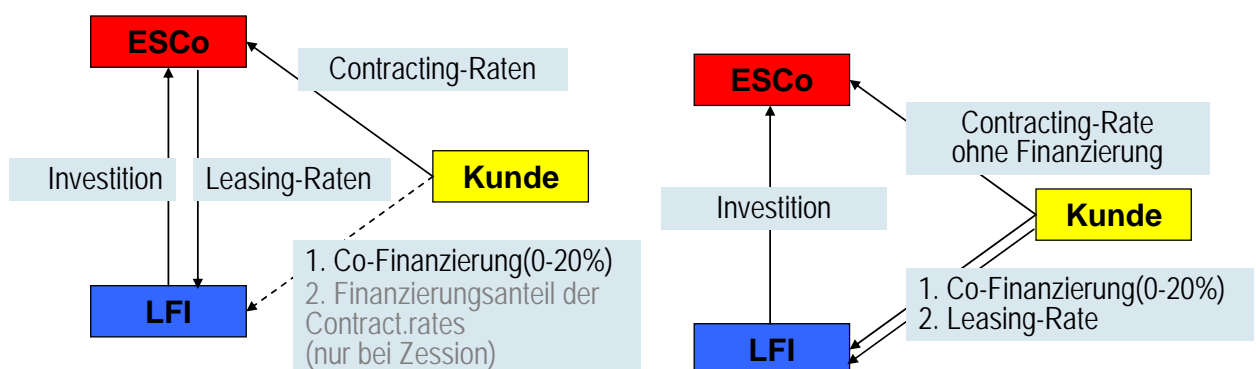 ESCo
Contracting-Raten
Investition
Leasing-Raten
Kunde
1. Co-Finanzierung(0-20%)
2. Finanzierungsanteil der
Contract.rates
(nur bei Zession)
LFI
ESCo
Contracting-Rate
ohne Finanzierung
Investition
Kunde
1. Co-Finanzierung(0-20%)
2. Leasing-Rate
LFI